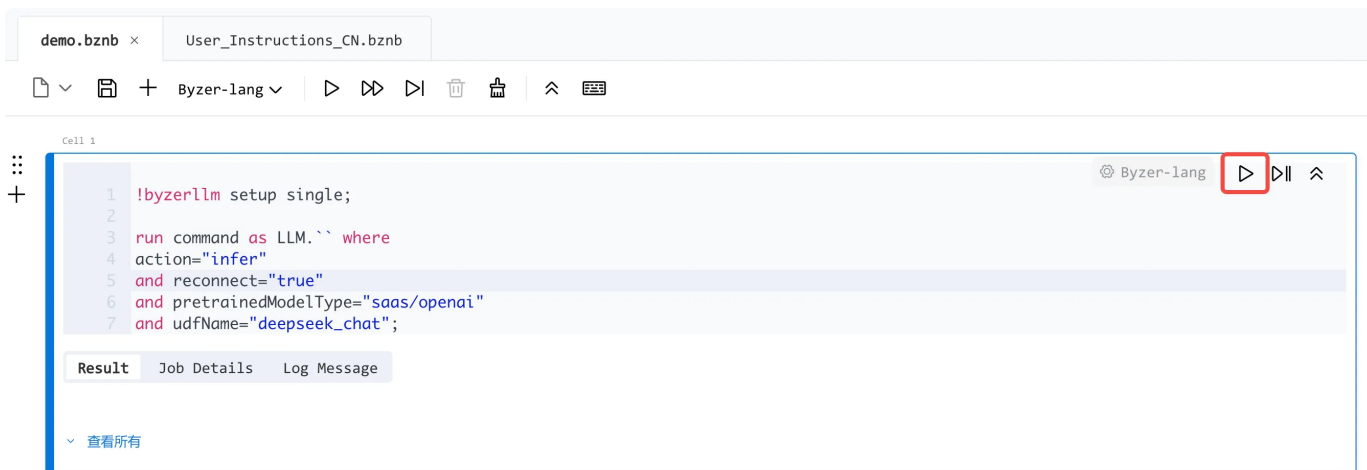 demo.bznb × User_Instructions_CN.bznb
Byzer-lang
Cell 1
Byzer-lang
1 !byzerllm setup single;
2
3 run command as LLM.`` where
4 action="infer"
5 and reconnect="true"
6 and pretrainedModelType="saas/openai"
7 and udfName="deepseek_chat";
Result Job Details Log Message
查看所有